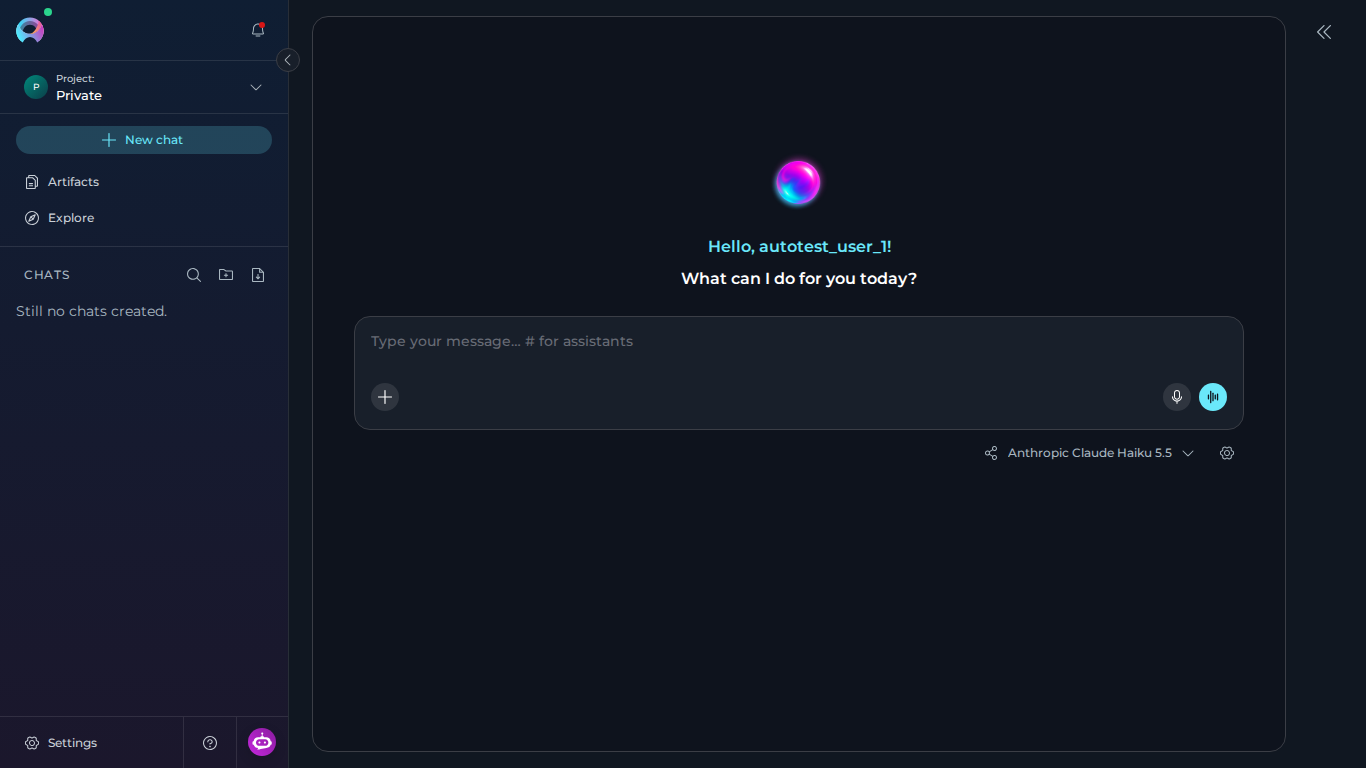 Project:
P
Private
New chat
Artifacts
Explore
CHATS
Still no chats created.
Settings
Hello, autotest_user_1!
What can I do for you today?
Type your message... # for assistants
Anthropic Claude Haiku 5.5